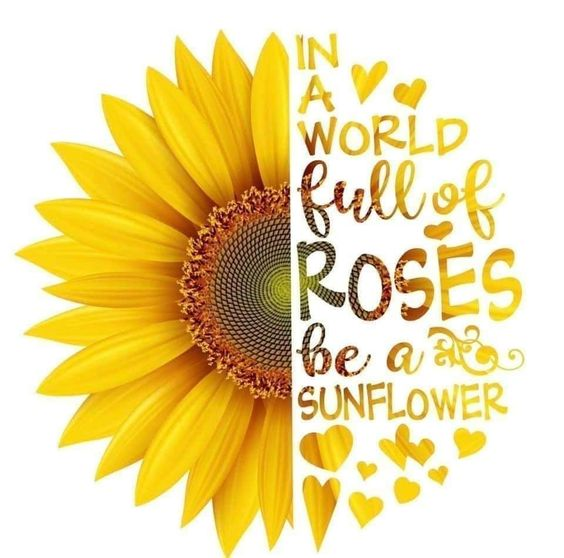 IN
A
WORLD
full of
ROSES
be a
SUNFLOWER